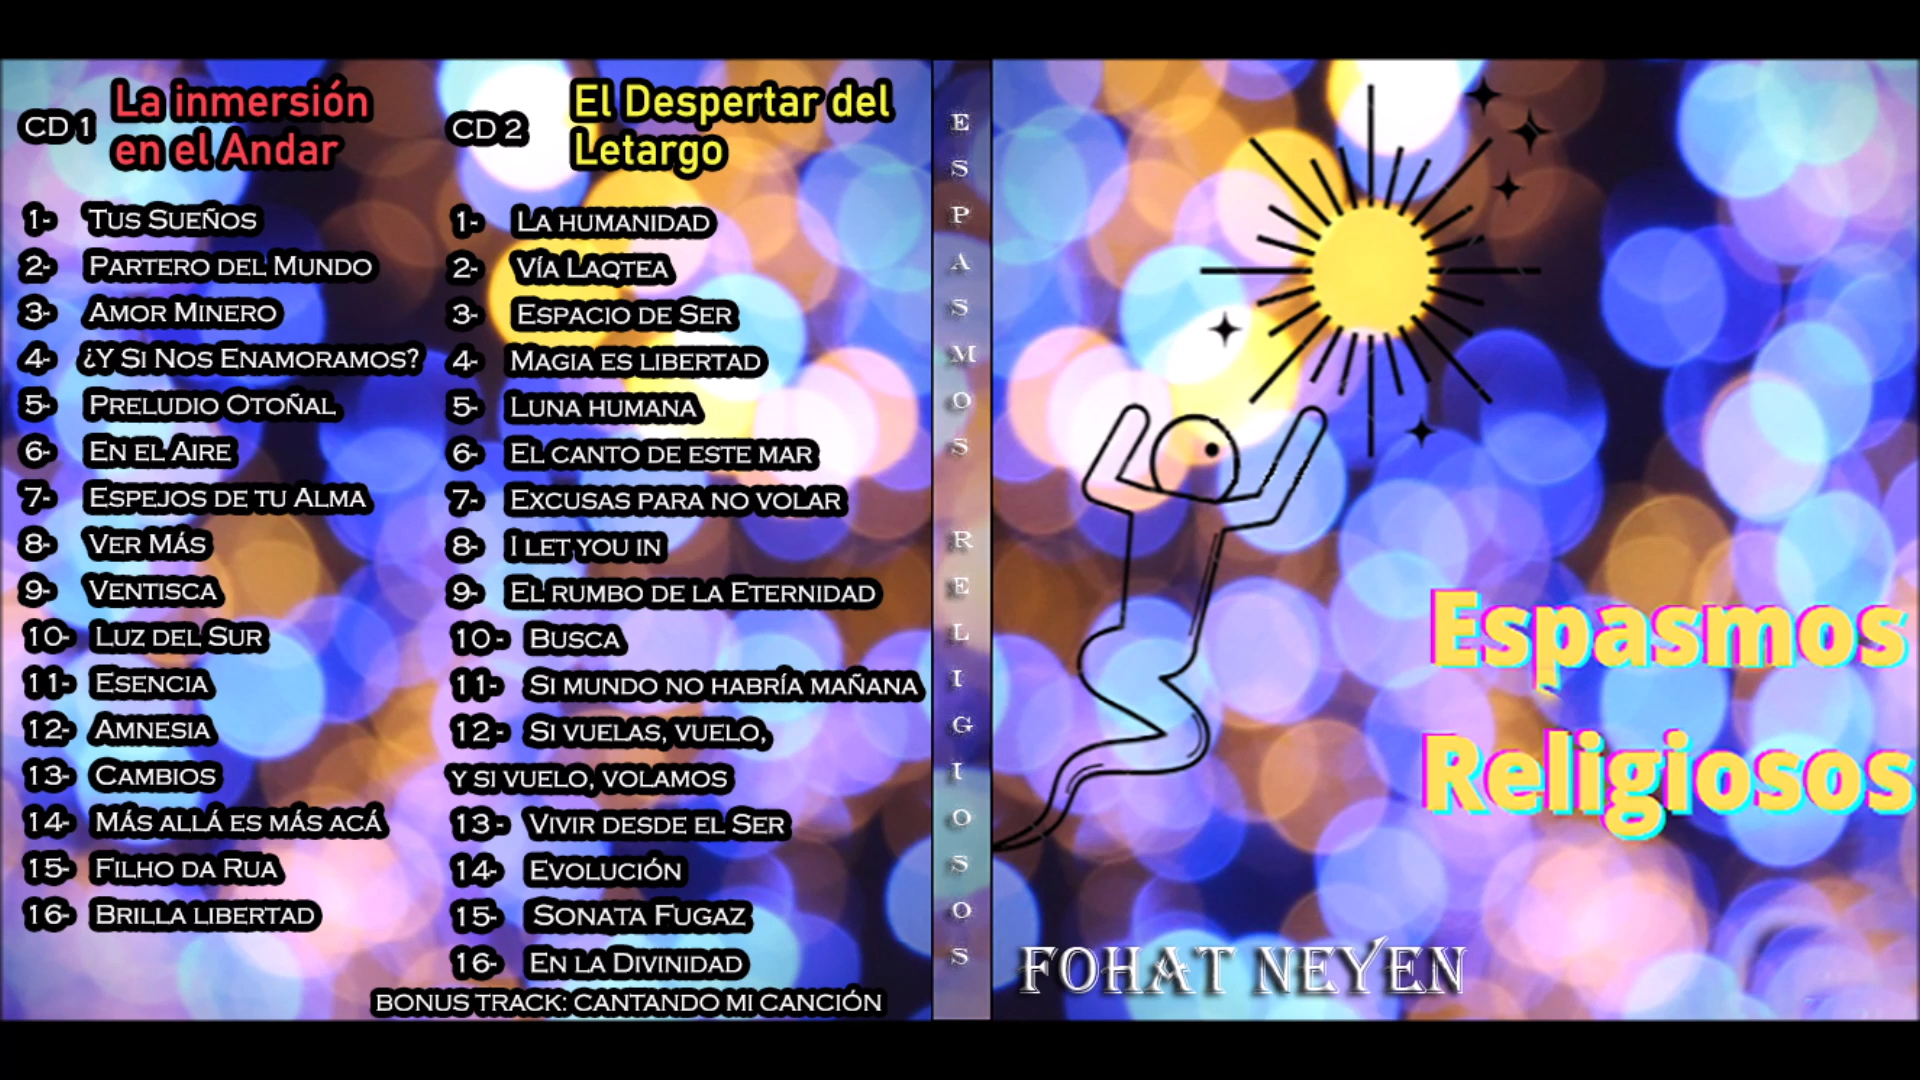 CD 1
La inmersión
en el Andar
1- Tus Sueños
2- Partero del Mundo
3- Amor Minero
4- ¿Y Si Nos Enamoramos?
5- Preludio Otoñal
6- En el Aire
7- Espejos de tu Alma
8- Ver Más
9- Ventisca
10- Luz del Sur
11- Esencia
12- Amnesia
13- Cambios
14- Más allá es más acá
15- Filho da Rua
16- Brilla libertad
CD 2
El Despertar del
Letargo
1- La humanidad
2- Vía Laqtea
3- Espacio de Ser
4- Magia es libertad
5- Luna humana
6- El canto de este mar
7- Excusas para no volar
8- I let you in
9- El rumbo de la Eternidad
10- Busca
11- Si mundo no habría mañana
12- Si vuelas, vuelo,
y si vuelo, volamos
13- Vivir desde el Ser
14- Evolución
15- Sonata Fugaz
16- En la Divinidad
BONUS TRACK: CANTANDO MI CANCIÓN
ESPASMOS RELIGIOSOS
Espasmos
Religiosos
FOHAT NEYEN